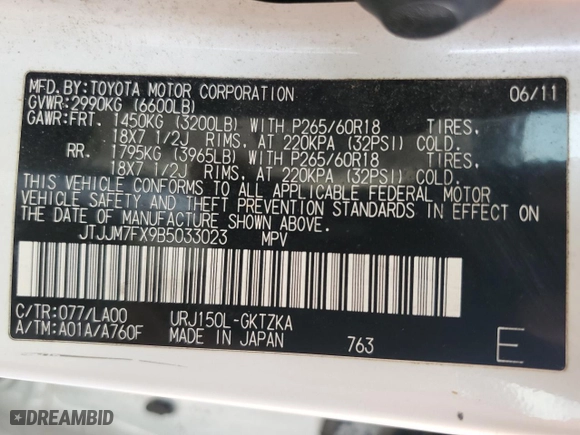 MFD.BY:TOYOTA MOTOR CORPORATION 06/11
GVWR:2990KG (6600LB)
GAWR:FRT. 1450KG (3200LB) WITH P265/60R18 TIRES.
18X7 1/2J RIMS. AT 220KPA (32PSI) COLD.
RR. 1795KG (3965LB) WITH P265/60R18 TIRES.
18X7 1/2J RIMS. AT 220KPA (32PSI) COLD.
THIS VEHICLE CONFORMS TO ALL APPLICABLE FEDERAL MOTOR
VEHICLE SAFETY AND THEFT PREVENTION STANDARDS IN EFFECT ON
THE DATE OF MANUFACTURE SHOWN ABOVE.
JTJJM7FX9B5033023 MPV
C/TR:077/LA00 URJ150L-GKTZKA
A/TM:A01A/A760F MADE IN JAPAN 763 E
DREAMBID